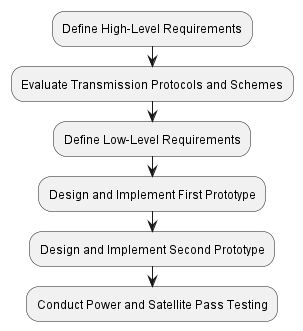 Define High-Level Requirements
Evaluate Transmission Protocols and Schemes
Define Low-Level Requirements
Design and Implement First Prototype
Design and Implement Second Prototype
Conduct Power and Satellite Pass Testing